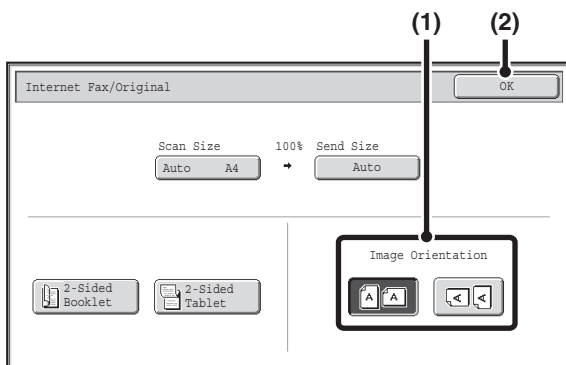 (1) (2)
Internet Fax/Original OK
Scan Size 100% Send Size
Auto A4 Auto
Image Orientation
2-Sided 2-Sided
Booklet Tablet
A A A A